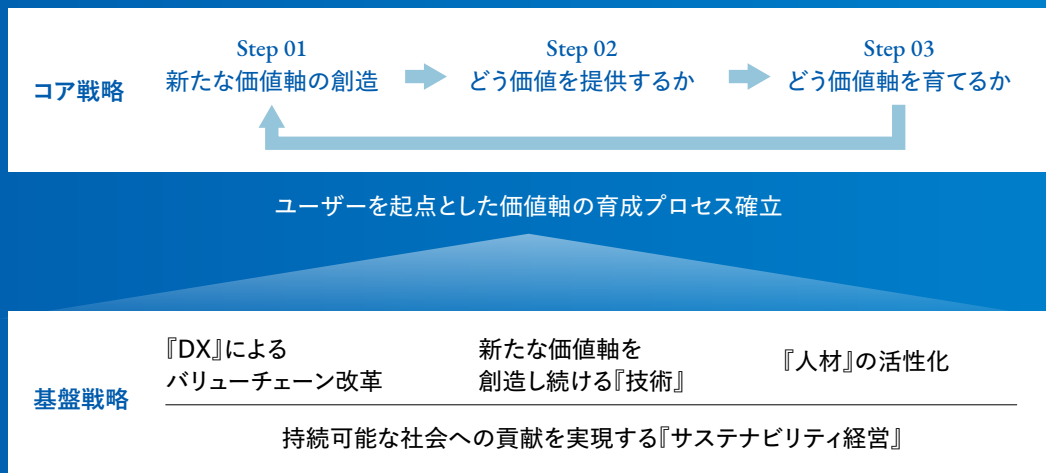 コア戦略
Step 01
新たな価値軸の創造
Step 02
どう価値を提供するか
Step 03
どう価値軸を育てるか
ユーザーを起点とした価値軸の育成プロセス確立
基盤戦略
『DX』による
バリューチェーン改革
新たな価値軸を
創造し続ける『技術』
『人材』の活性化
持続可能な社会への貢献を実現する『サステナビリティ経営』